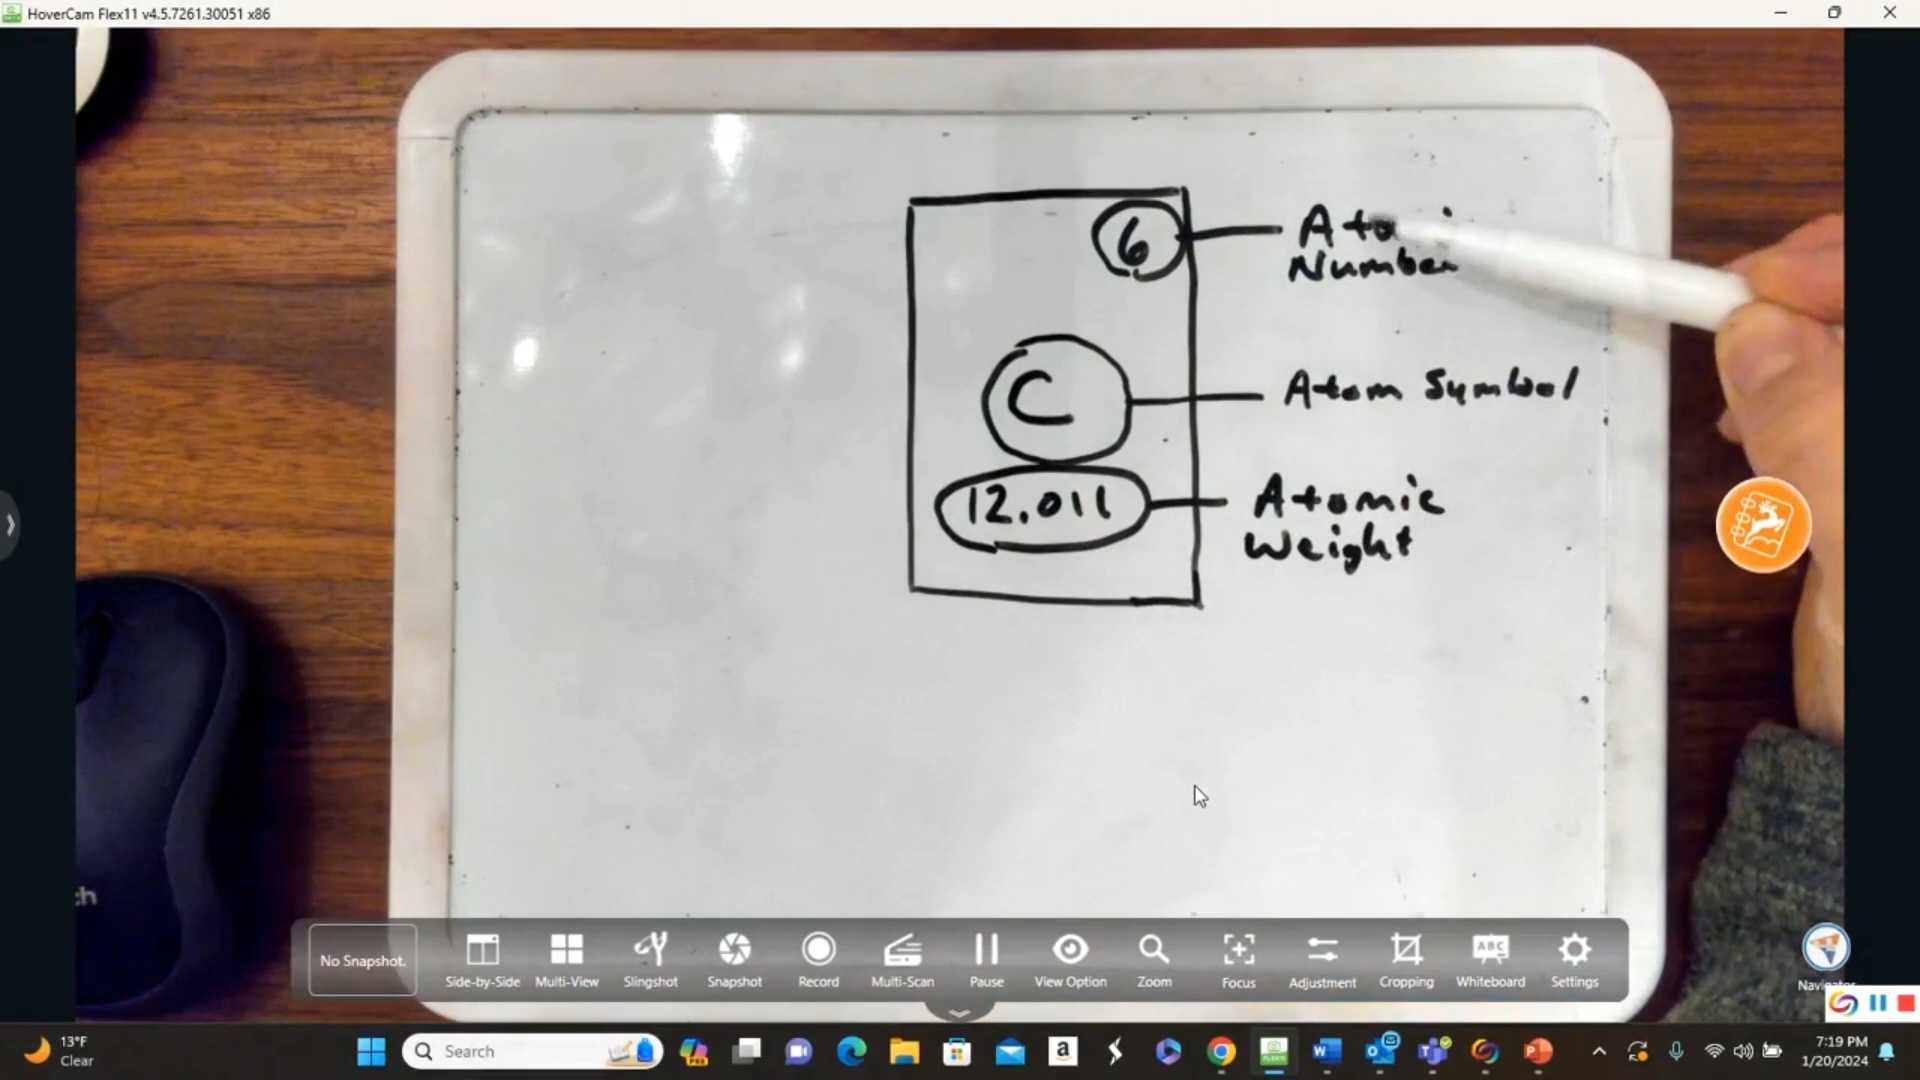 HoverCam Flex11 v4.5.7261.30051 x86
6
Number
C
Atom Symbol
12.011
Atomic
Weight
No Snapshot.
Side-by-Side
Multi-View
Slingshot
Snapshot
Record
Multi-Scan
Pause
View Option
Zoom
Focus
Adjustment
Cropping
ABC
Whiteboard
Settings
13°F
Clear
Search
7:19 PM
1/20/2024